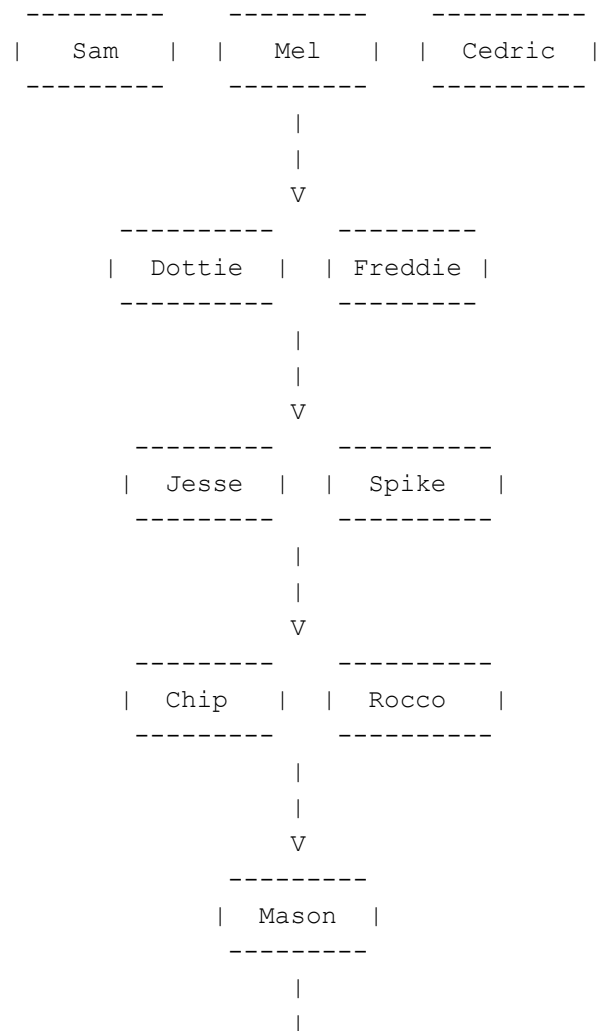 ---------    ---------    ----------
|   Sam   |  |   Mel   |  |  Cedric  |
 ---------    ---------    ----------
|
|
V
----------    ---------
|  Dottie  |  | Freddie |
----------    ---------
|
|
V
---------    ----------
|  Jesse  |  |  Spike   |
---------    ----------
|
|
V
---------    ----------
|  Chip   |  |  Rocco   |
---------    ----------
|
|
V
---------
|  Mason  |
---------
|
|